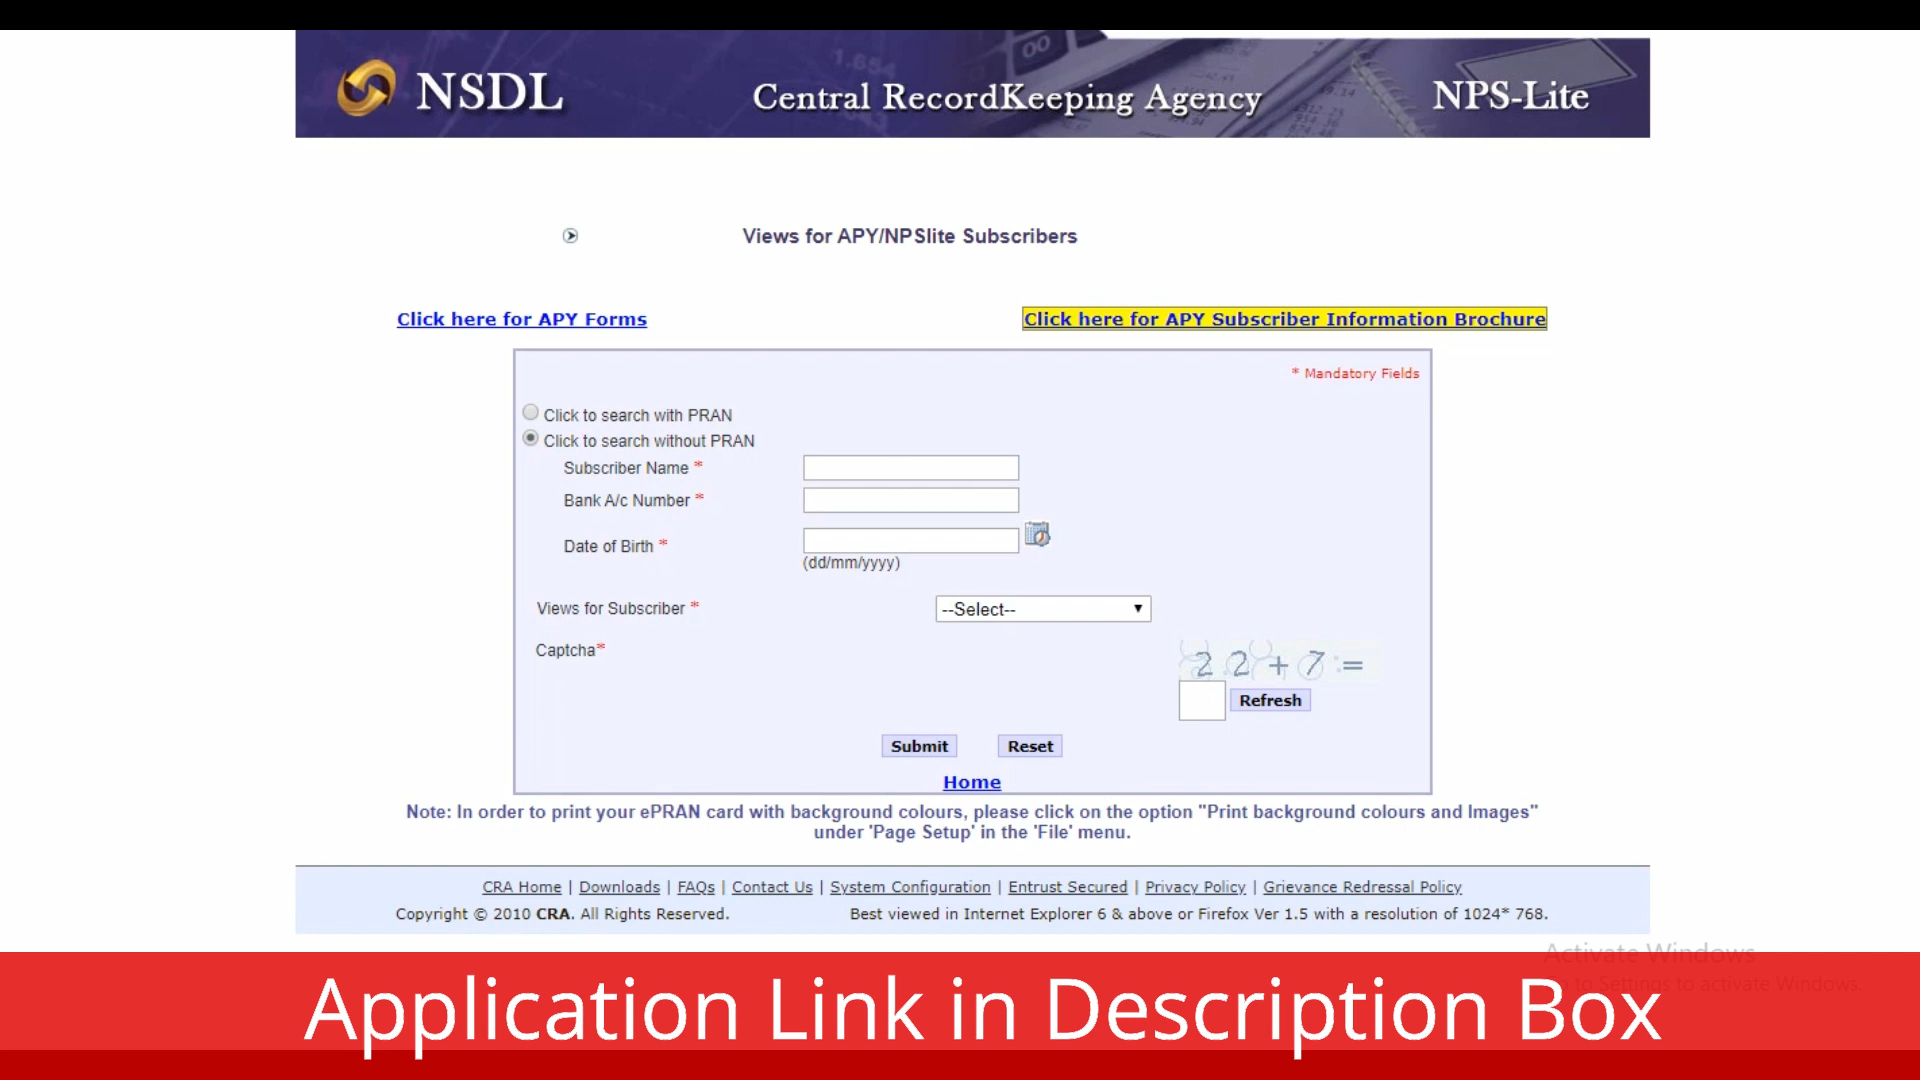 NSDL
Central RecordKeeping Agency
NPS-Lite
Views for APY/NPSlite Subscribers
Click here for APY Forms
Click here for APY Subscriber Information Brochure
* Mandatory Fields
Click to search with PRAN
Click to search without PRAN
Subscriber Name *
Bank A/c Number *
Date of Birth *
(dd/mm/yyyy)
Views for Subscriber *
--Select--
Captcha*
22+7=
Refresh
Submit
Reset
Home
Note: In order to print your ePRAN card with background colours, please click on the option "Print background colours and Images"
under 'Page Setup' in the 'File' menu.
CRA Home | Downloads | FAQs | Contact Us | System Configuration | Entrust Secured | Privacy Policy | Grievance Redressal Policy
Copyright © 2010 CRA. All Rights Reserved.
Best viewed in Internet Explorer 6 & above or Firefox Ver 1.5 with a resolution of 1024* 768.
Activate Windows
to Settings to activate Windows.
Application Link in Description Box